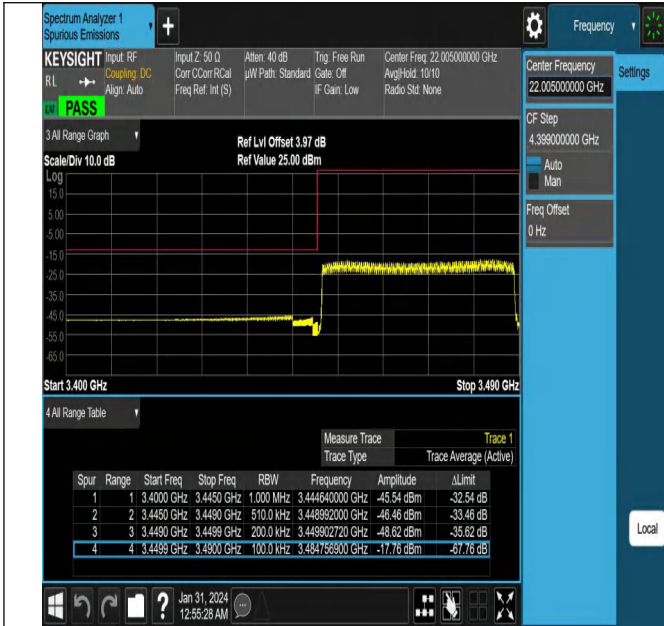 Spectrum Analyzer 1
Spurious Emissions
Frequency
KEYSIGHT Input: RF Input Z: 50 Ω Atten: 40 dB Trig: Free Run Center Freq: 22.005000000 GHz
RL Coupling: DC Corr CCorr RCal µW Path: Standard Gate: Off Avg|Hold: 10/10
Align: Auto Freq Ref: Int (S) IF Gain: Low Radio Std: None
LXI PASS
Center Frequency
22.005000000 GHz
Settings
CF Step
4.399000000 GHz
Auto
Man
Freq Offset
0 Hz
Local
3 All Range Graph
Ref Lvl Offset 3.97 dB
Scale/Div 10.0 dB Ref Value 25.00 dBm
Log
15.0
5.00
-5.00
-15.0
-25.0
-35.0
-45.0
-55.0
-65.0
Start 3.400 GHz Stop 3.490 GHz
4 All Range Table
Measure Trace Trace 1
Trace Type Trace Average (Active)
Spur Range Start Freq Stop Freq RBW Frequency Amplitude ΔLimit
1 1 3.4000 GHz 3.4450 GHz 1.000 MHz 3.444640000 GHz -45.54 dBm -32.54 dB
2 2 3.4450 GHz 3.4490 GHz 510.0 kHz 3.448992000 GHz -46.46 dBm -33.46 dB
3 3 3.4490 GHz 3.4499 GHz 200.0 kHz 3.449902720 GHz -48.62 dBm -35.62 dB
4 4 3.4499 GHz 3.4900 GHz 100.0 kHz 3.484756900 GHz -17.76 dBm -67.76 dB
Jan 31, 2024
12:55:28 AM